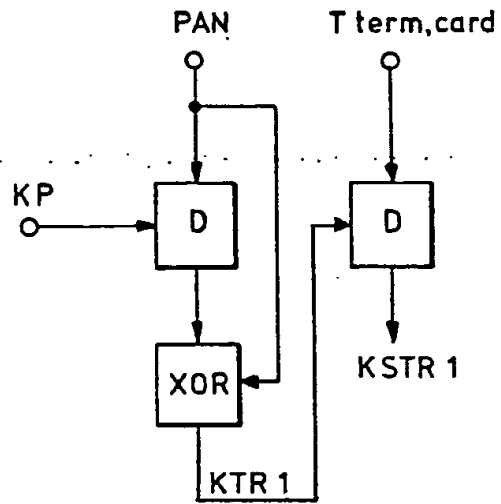 PAN
T term,card
KP
D
D
XOR
KSTR 1
KTR 1